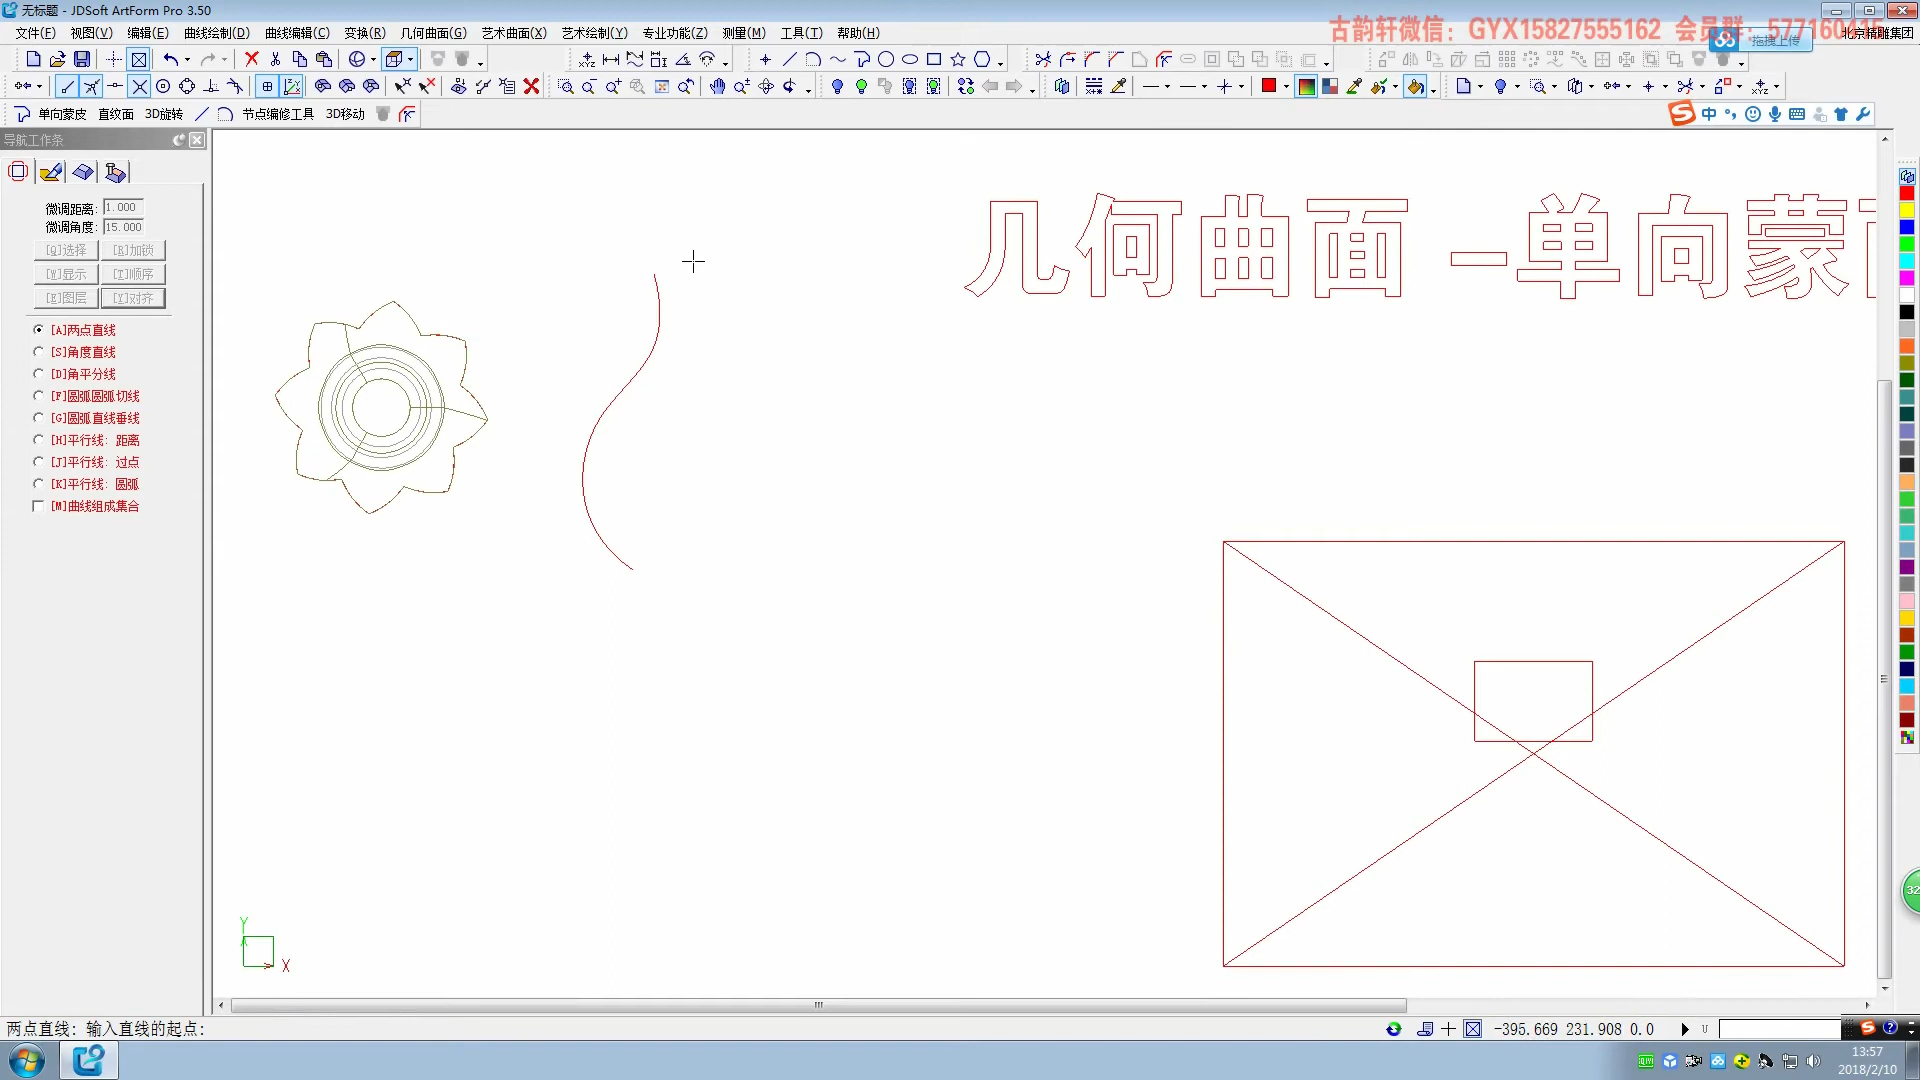 无标题 - JDSoft ArtForm Pro 3.50
古韵轩微信：GYX15827555162 会员群：577160415
文件(F) 视图(V) 编辑(E) 曲线绘制(D) 曲线编辑(C) 变换(R) 几何曲面(G) 艺术曲面(X) 艺术绘制(Y) 专业功能(Z) 测量(M) 工具(T) 帮助(H)
拖拽上传
北京精雕集团
单向蒙皮 直纹面 3D旋转 节点编修工具 3D移动
中
导航工作条
微调距离: 1.000
微调角度: 15.000
[Q]选择 [R]加锁
[W]显示 [T]顺序
[E]图层 [Y]对齐
[A]两点直线
[S]角度直线
[D]角平分线
[F]圆弧圆弧切线
[G]圆弧直线垂线
[H]平行线: 距离
[J]平行线: 过点
[K]平行线: 圆弧
[M]曲线组成集合
几何曲面 —单向蒙
Y
X
32
两点直线: 输入直线的起点:
-395.669 231.908 0.0
13:57
2018/2/10